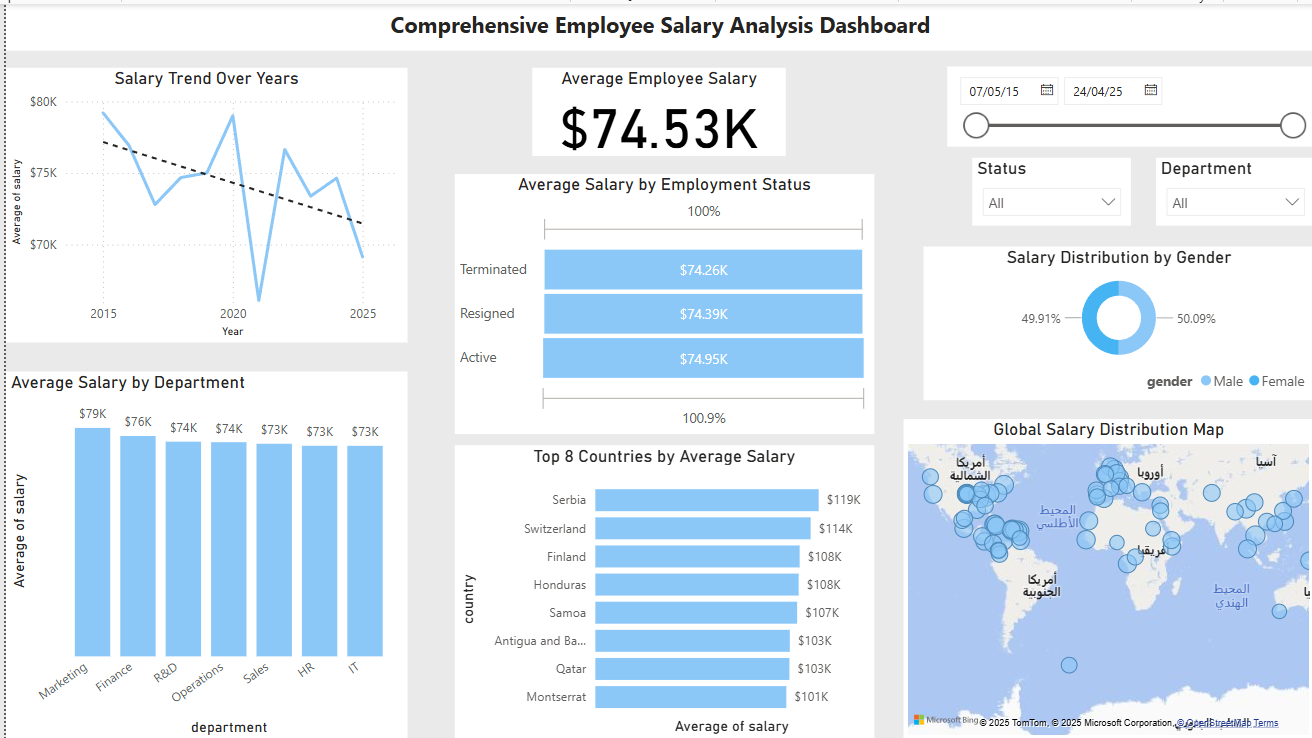 Comprehensive Employee Salary Analysis Dashboard
Salary Trend Over Years
$80K
$75K
$70K
Average of salary
2015
2020
2025
Year
Average Employee Salary
$74.53K
07/05/15
24/04/25
Status
All
Department
All
Average Salary by Employment Status
100%
Terminated
$74.26K
Resigned
$74.39K
Active
$74.95K
100.9%
Salary Distribution by Gender
49.91%
50.09%
gender Male Female
Average Salary by Department
Average of salary
$79K
$76K
$74K
$74K
$73K
$73K
$73K
Marketing
Finance
R&D
Operations
Sales
HR
IT
department
Top 8 Countries by Average Salary
country
Serbia
$119K
Switzerland
$114K
Finland
$108K
Honduras
$108K
Samoa
$107K
Antigua and Ba...
$103K
Qatar
$103K
Montserrat
$101K
Average of salary
Global Salary Distribution Map
أمريكا
الشمالية
أوروبا
آسيا
المحيط
الأطلسي
أفريقيا
أمريكا
الجنوبية
المحيط
الهندي
Microsoft Bing
© 2025 TomTom, © 2025 Microsoft Corporation, © OpenStreetMap Terms